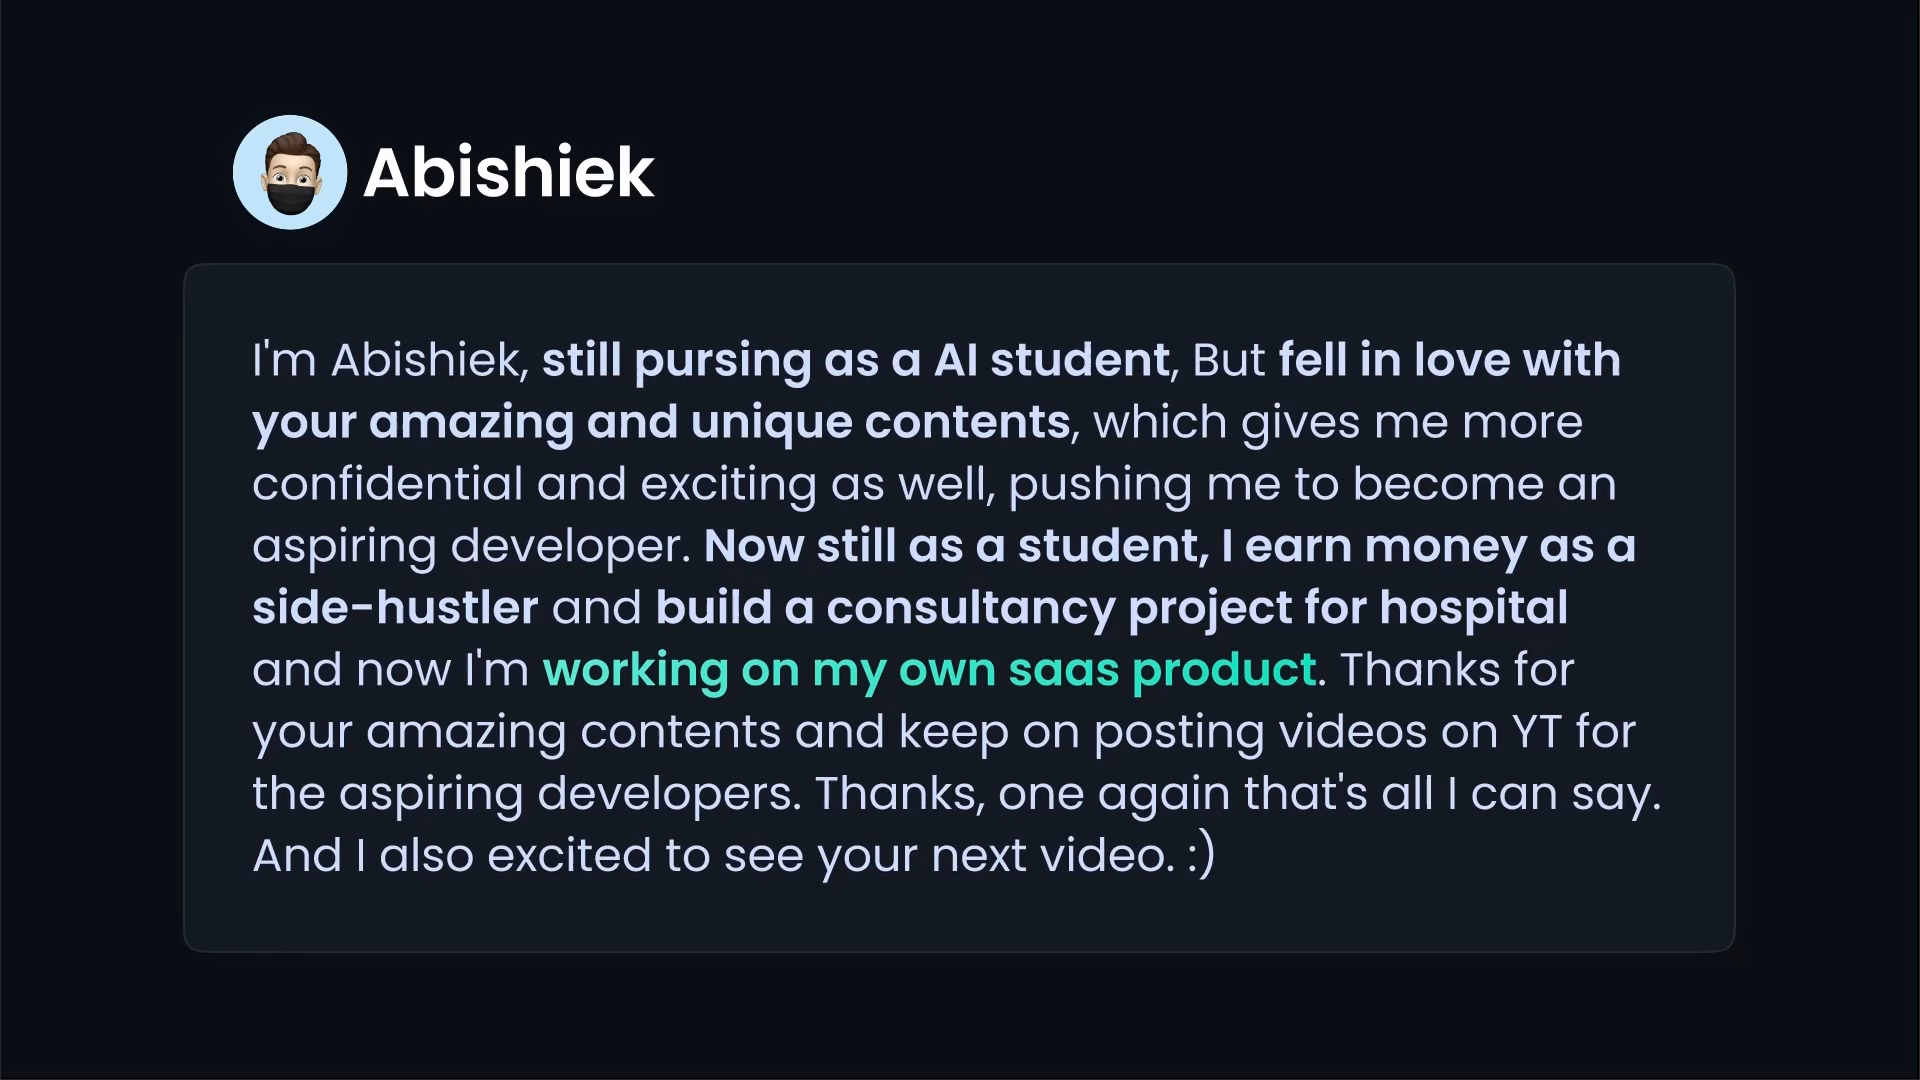 Abishiek
I'm Abishiek, still pursing as a AI student, But fell in love with
your amazing and unique contents, which gives me more
confidential and exciting as well, pushing me to become an
aspiring developer. Now still as a student, I earn money as a
side-hustler and build a consultancy project for hospital
and now I'm working on my own saas product. Thanks for
your amazing contents and keep on posting videos on YT for
the aspiring developers. Thanks, one again that's all I can say.
And I also excited to see your next video. :)